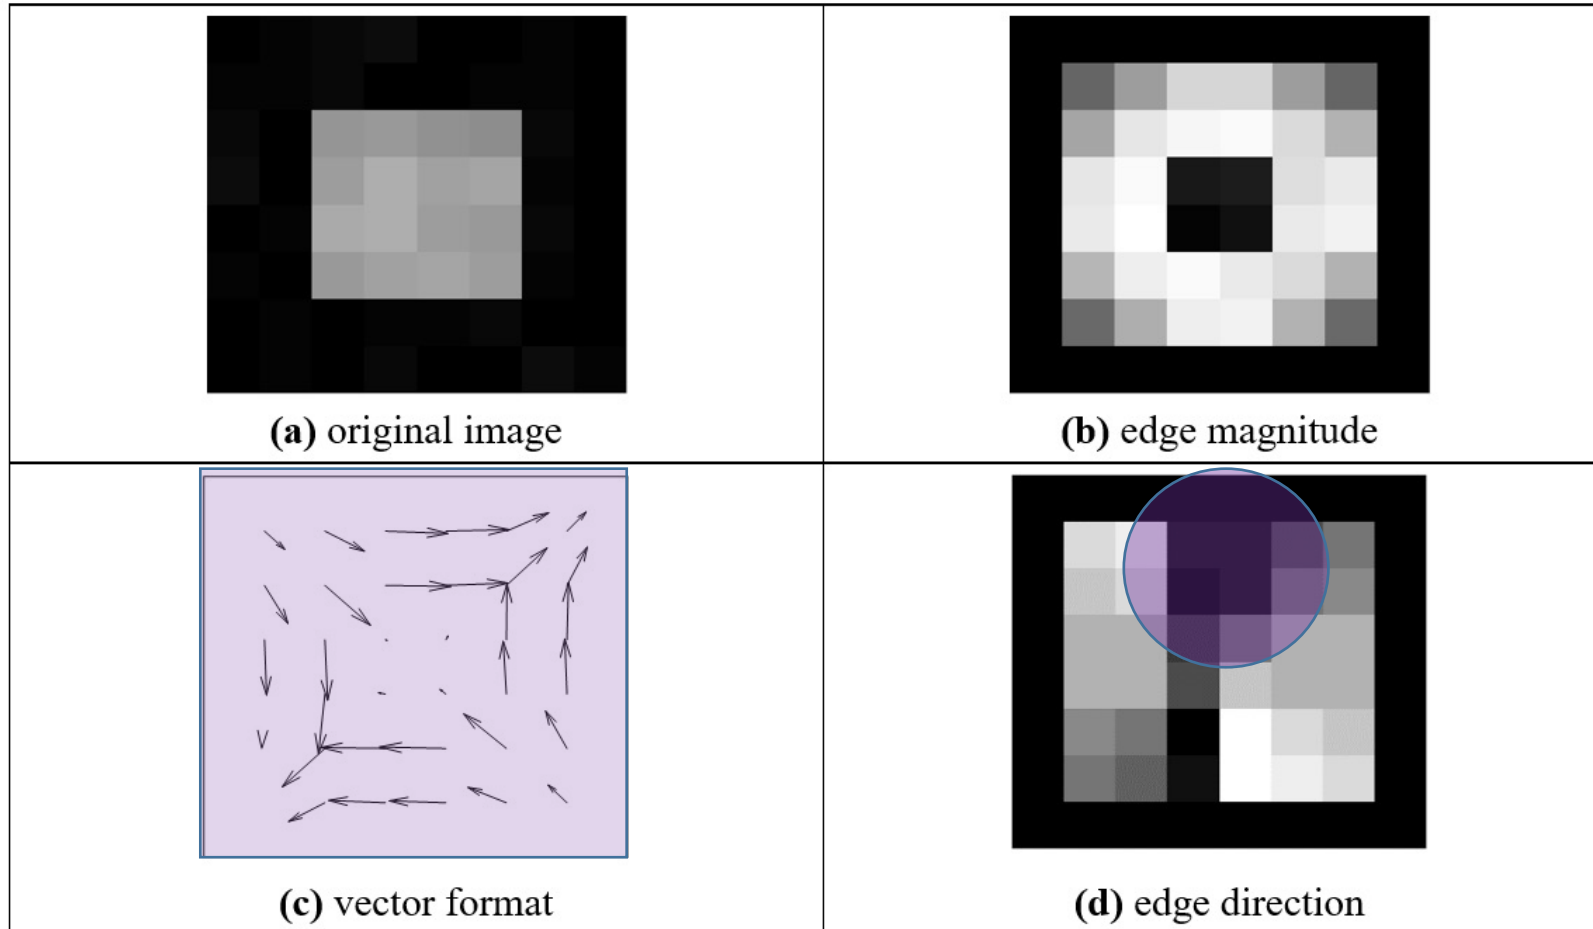 (a) original image
(b) edge magnitude
(c) vector format
(d) edge direction